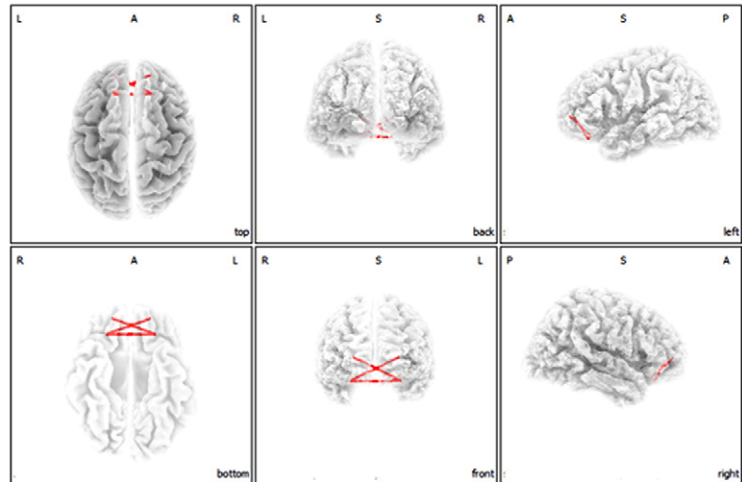 L A R
top
L S R
back
A S P
left
R A L
bottom
R S L
front
P S A
right